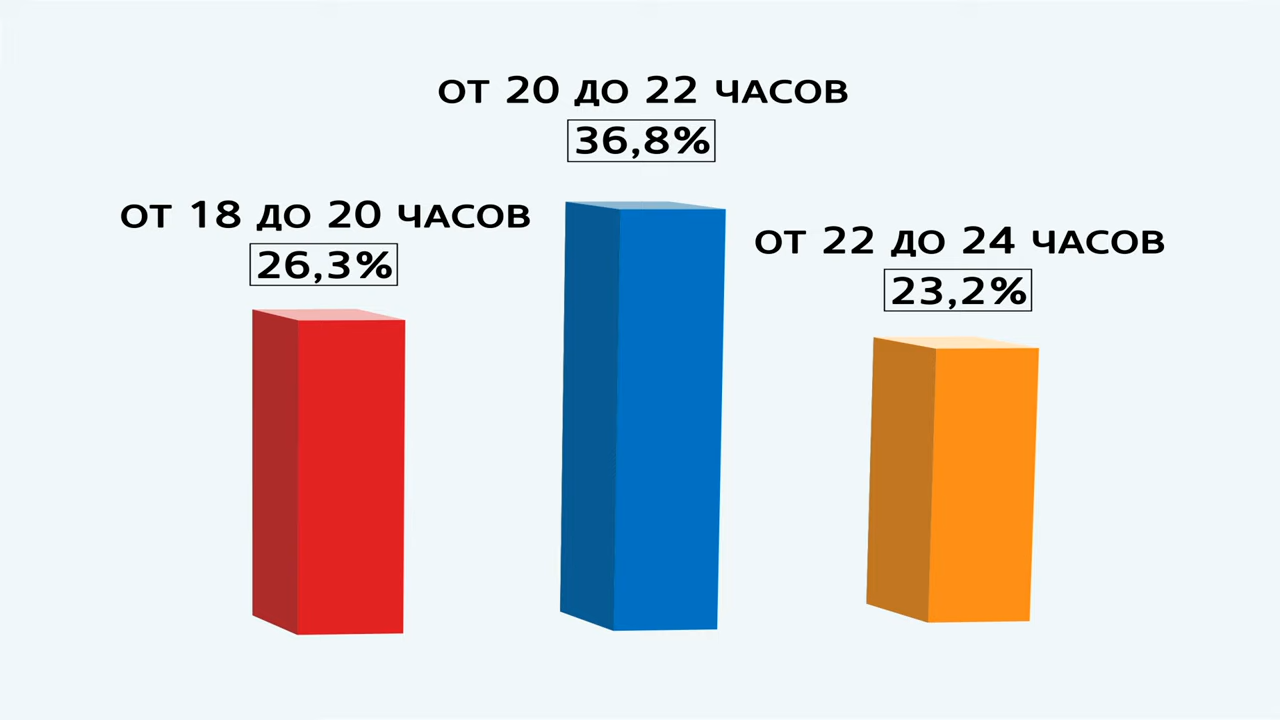 ОТ 20 ДО 22 ЧАСОВ
36,8%
ОТ 18 ДО 20 ЧАСОВ
26,3%
ОТ 22 ДО 24 ЧАСОВ
23,2%